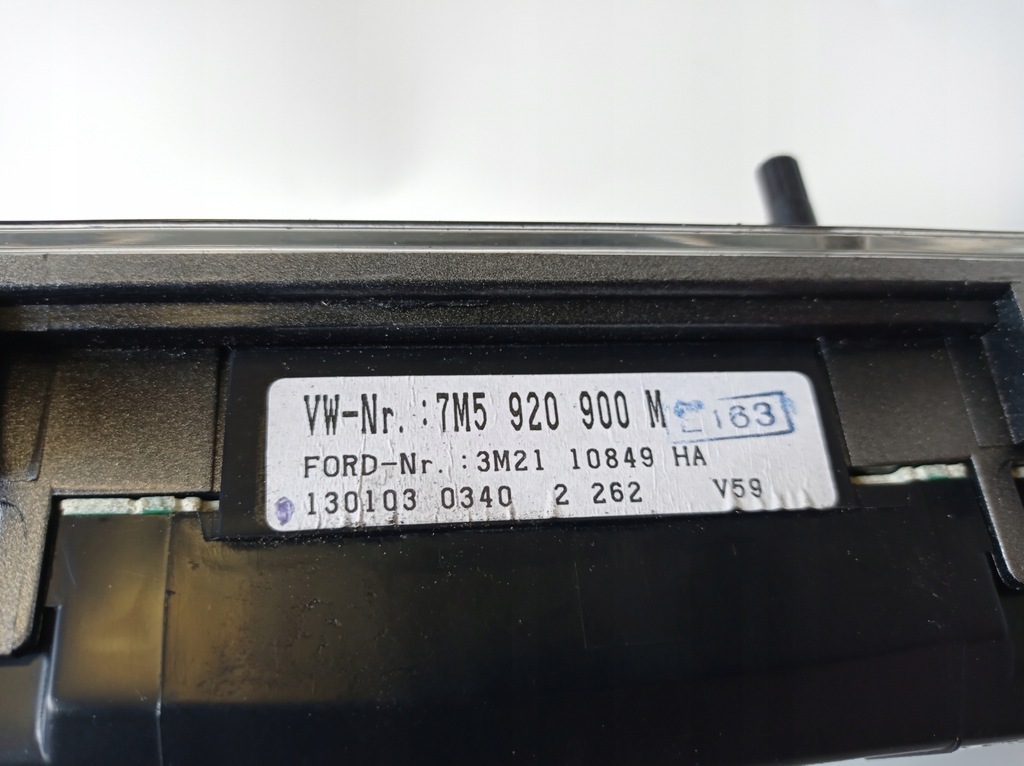 VW-Nr. :7M5 920 900 M
163
FORD-Nr. :3M21 10849 HA
130103 0340 2 262 V59